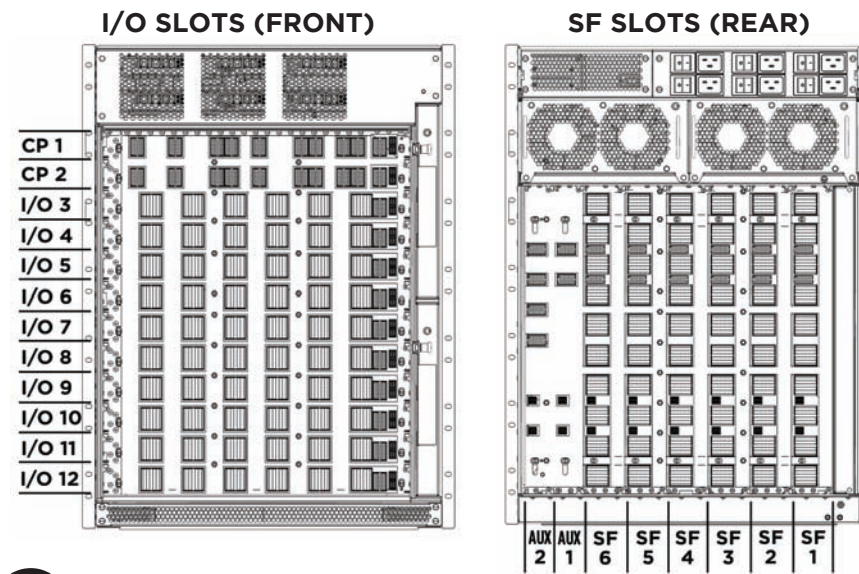 I/O SLOTS (FRONT)
SF SLOTS (REAR)
CP 1
CP 2
I/O 3
I/O 4
I/O 5
I/O 6
I/O 7
I/O 8
I/O 9
I/O 10
I/O 11
I/O 12
AUX 2
AUX 1
SF 6
SF 5
SF 4
SF 3
SF 2
SF 1